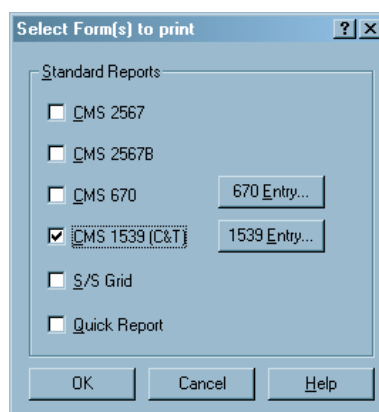 Select Form(s) to print
Standard Reports
CMS 2567
CMS 2567B
CMS 670
670 Entry...
CMS 1539 (C&T)
1539 Entry...
S/S Grid
Quick Report
OK Cancel Help